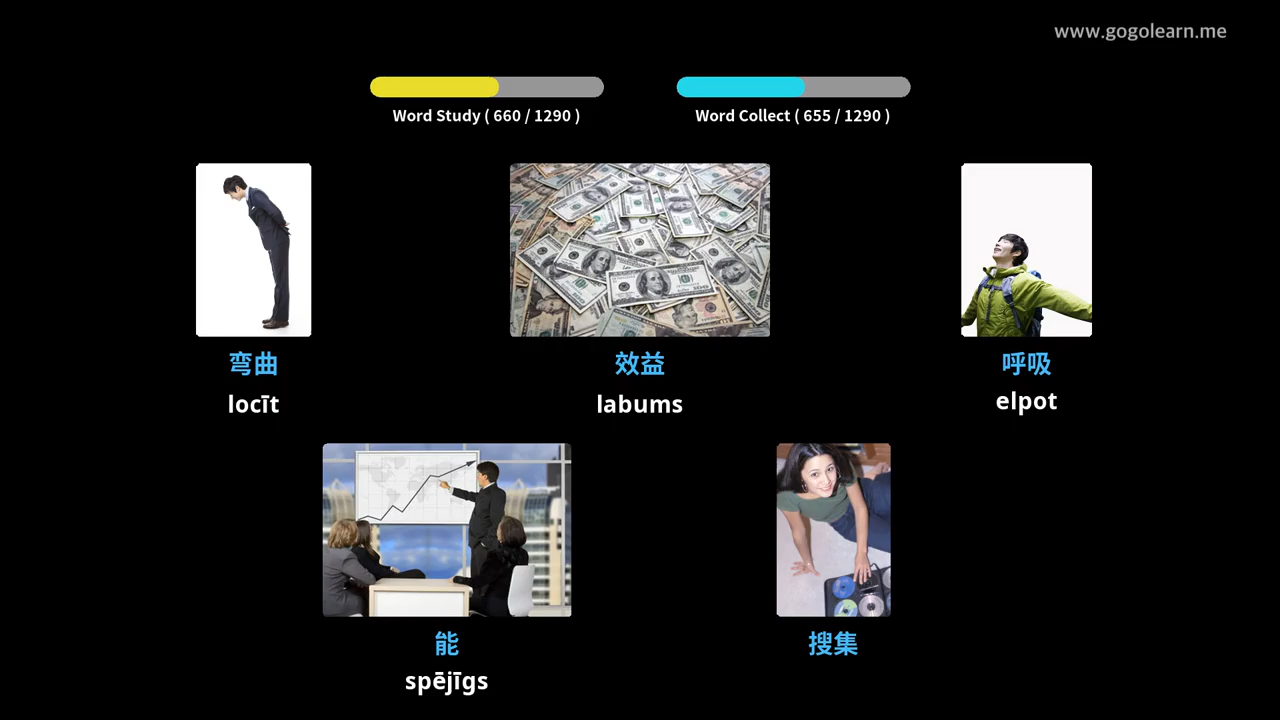 www.gogolearn.me
Word Study ( 660 / 1290 )
Word Collect ( 655 / 1290 )
弯曲
效益
呼吸
locīt
labums
elpot
能
搜集
spējīgs